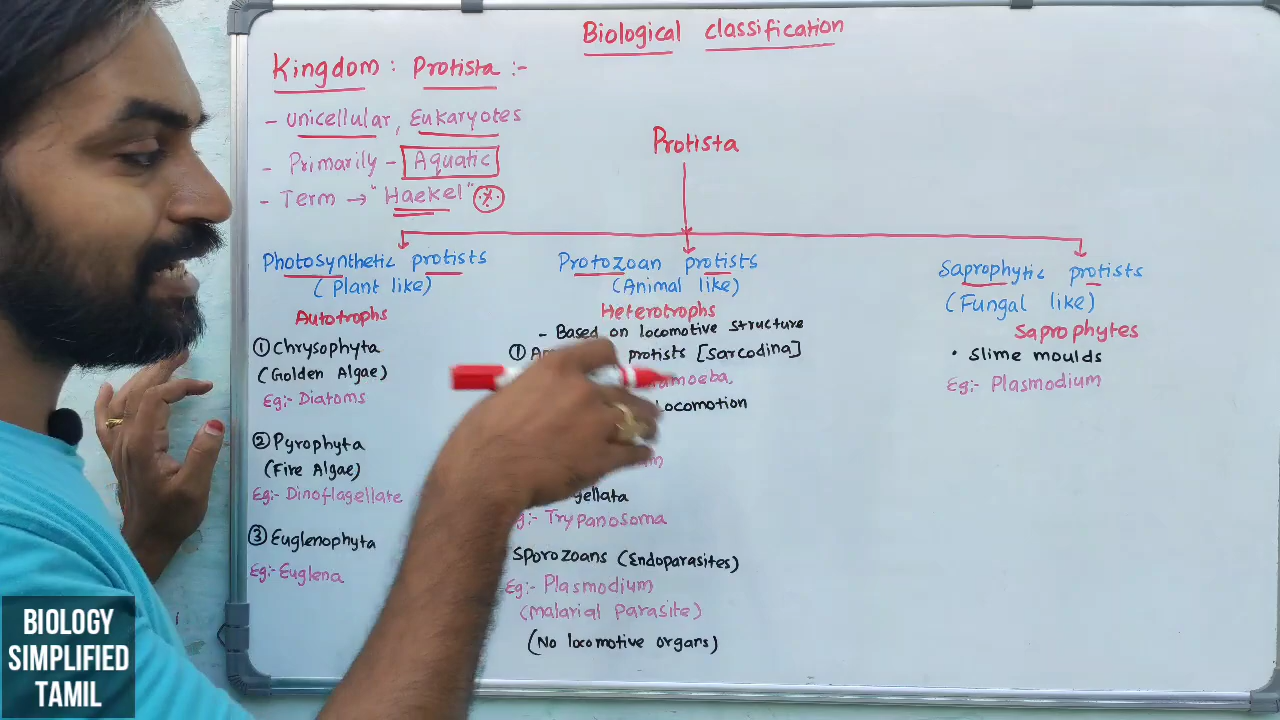 Biological classification
Kingdom : Protista :-
- Unicellular, Eukaryotes
- Primarily - Aquatic
- Term → "Haekel"
Protista
Photosynthetic protists
(Plant like)
Autotrophs
① Chrysophyta
(Golden Algae)
Eg:- Diatoms
② Pyrophyta
(Fire Algae)
Eg:- Dinoflagellate
③ Euglenophyta
Eg:- Euglena
Protozoan protists
(Animal like)
Heterotrophs
- Based on locomotive structure
① protists [Sarcodina]
Locomotion
Eg:- Trypanosoma
Sporozoans (Endoparasites)
Eg:- Plasmodium
(Malarial Parasite)
(No locomotive organs)
Saprophytic protists
(Fungal like)
Saprophytes
• Slime moulds
Eg:- Plasmodium
BIOLOGY
SIMPLIFIED
TAMIL